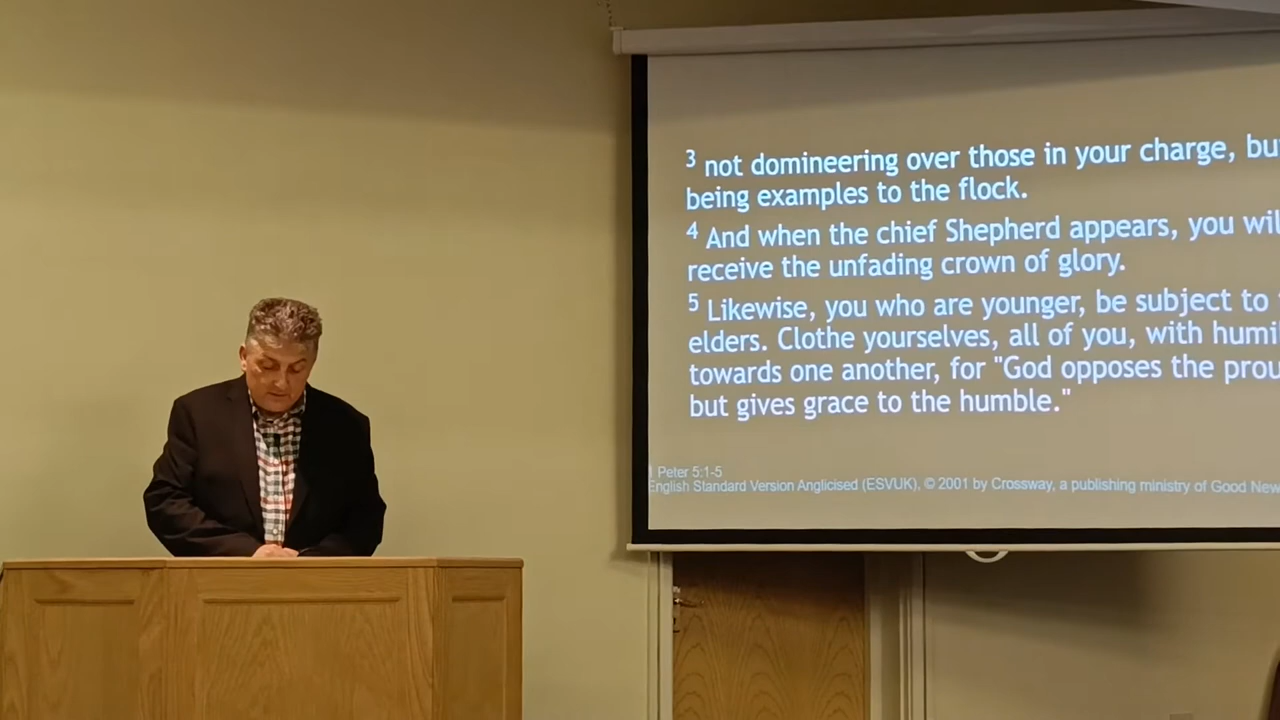 3 not domineering over those in your charge, but
being examples to the flock.
4 And when the chief Shepherd appears, you wil
receive the unfading crown of glory.
5 Likewise, you who are younger, be subject to
elders. Clothe yourselves, all of you, with humi
towards one another, for "God opposes the prou
but gives grace to the humble."
1 Peter 5:1-5
English Standard Version Anglicised (ESVUK), © 2001 by Crossway, a publishing ministry of Good New